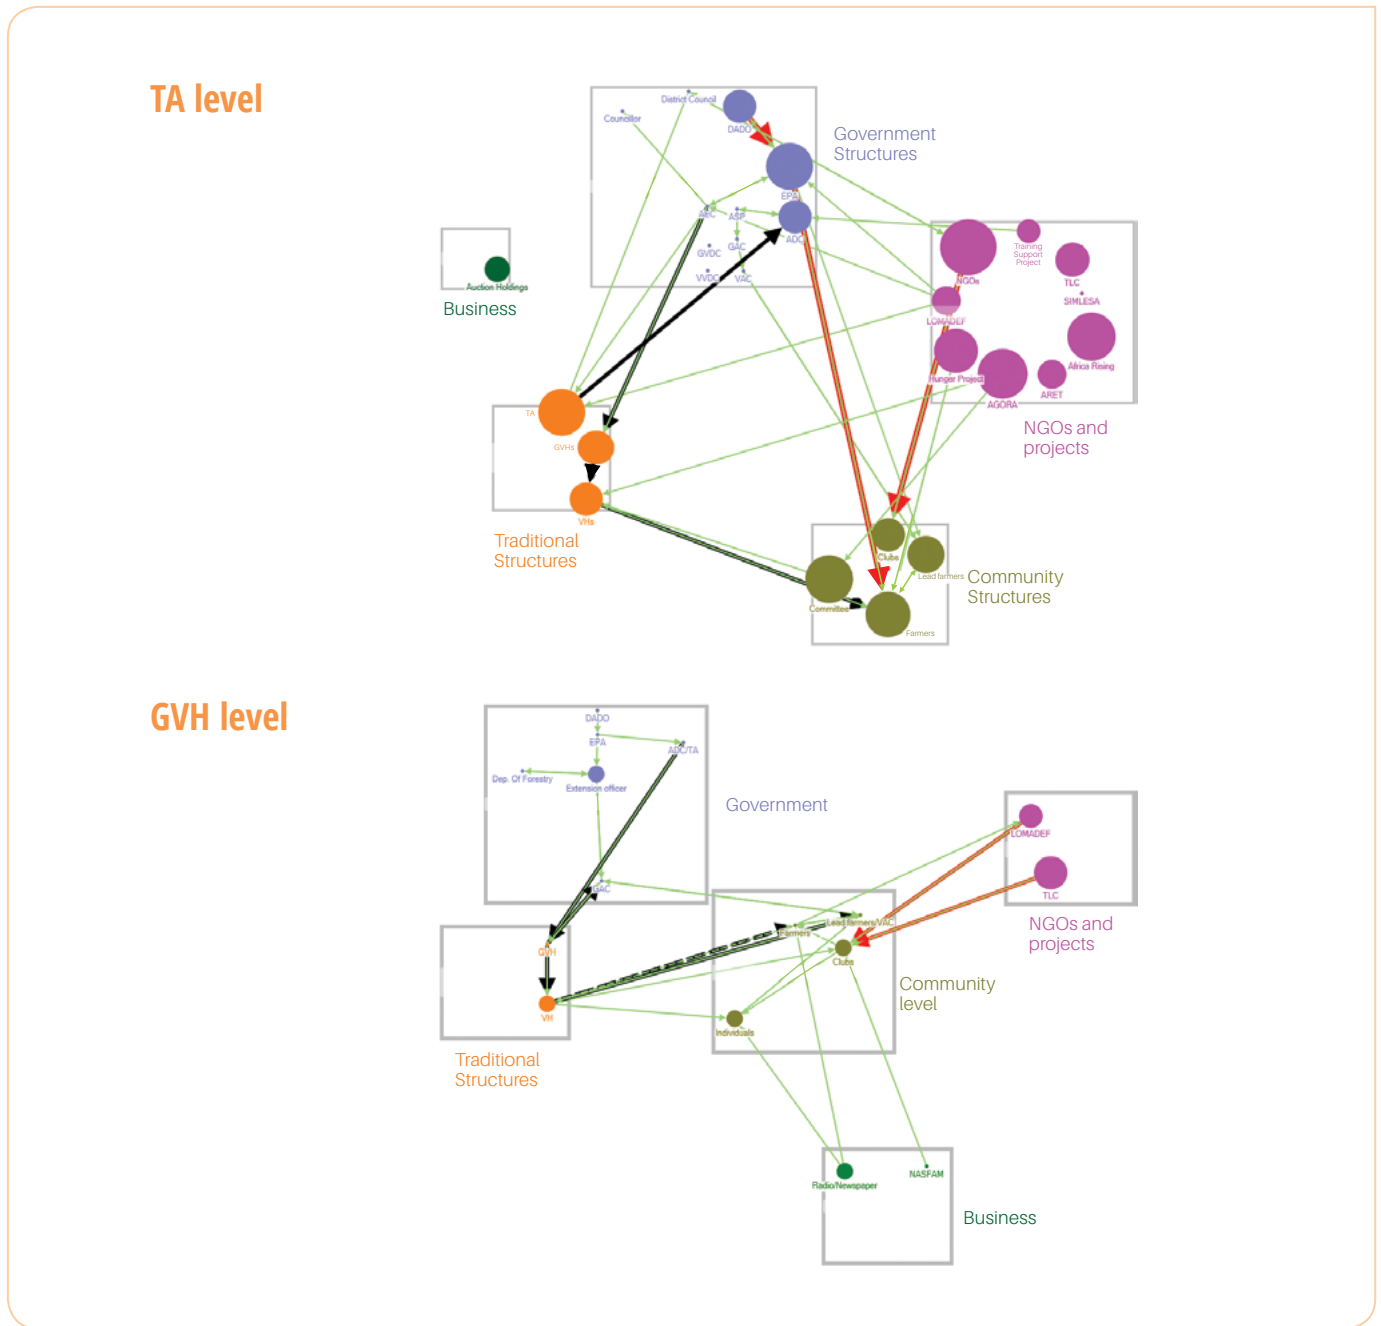 TA level
District Council
Councillor
DADO
Government
Structures
EPA
AEC
ASP
ADC
GAC
GVDC
VVDC
VAC
Auction Holdings
Business
NGOs
Training
Support
Project
TLC
SIMLESA
LOMADEF
Africa Rising
Hunger Project
ARET
AGORA
NGOs and
projects
TA
GVHs
VHs
Traditional
Structures
Clubs
Lead farmers
Community
Structures
Committee
Farmers
GVH level
DADO
EPA
ADC/TA
Dep. Of Forestry
Extension officer
Government
GAC
LOMADEF
TLC
NGOs and
projects
Lead farmers/VAC
Farmers
Clubs
Community
level
Individuals
GVH
VH
Traditional
Structures
Radio/Newspaper
NASFAM
Business